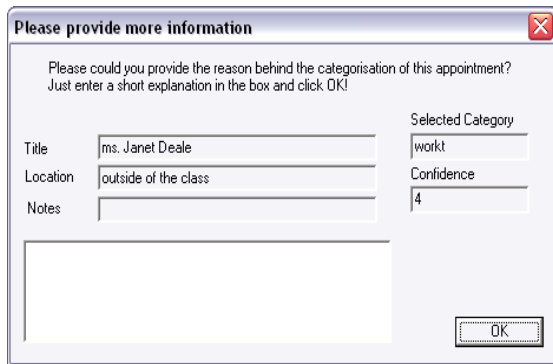 Please provide more information
Please could you provide the reason behind the categorisation of this appointment?
Just enter a short explanation in the box and click OK!
Selected Category
Title ms. Janet Deale workt
Location outside of the class Confidence
Notes 4
OK